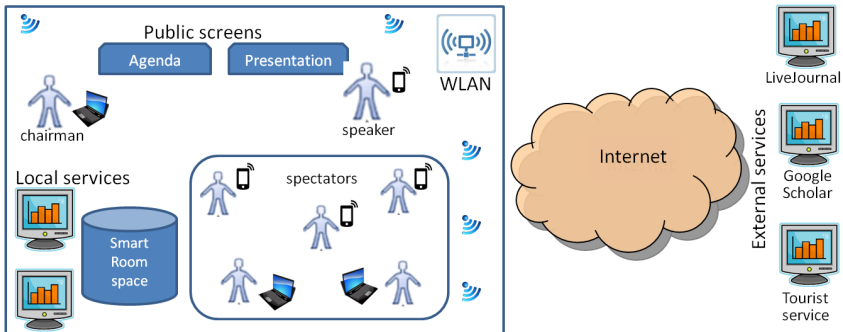 Public screens
Agenda
Presentation
WLAN
chairman
speaker
Local services
spectators
Smart
Room
space
Internet
External services
LiveJournal
Google
Scholar
Tourist
service